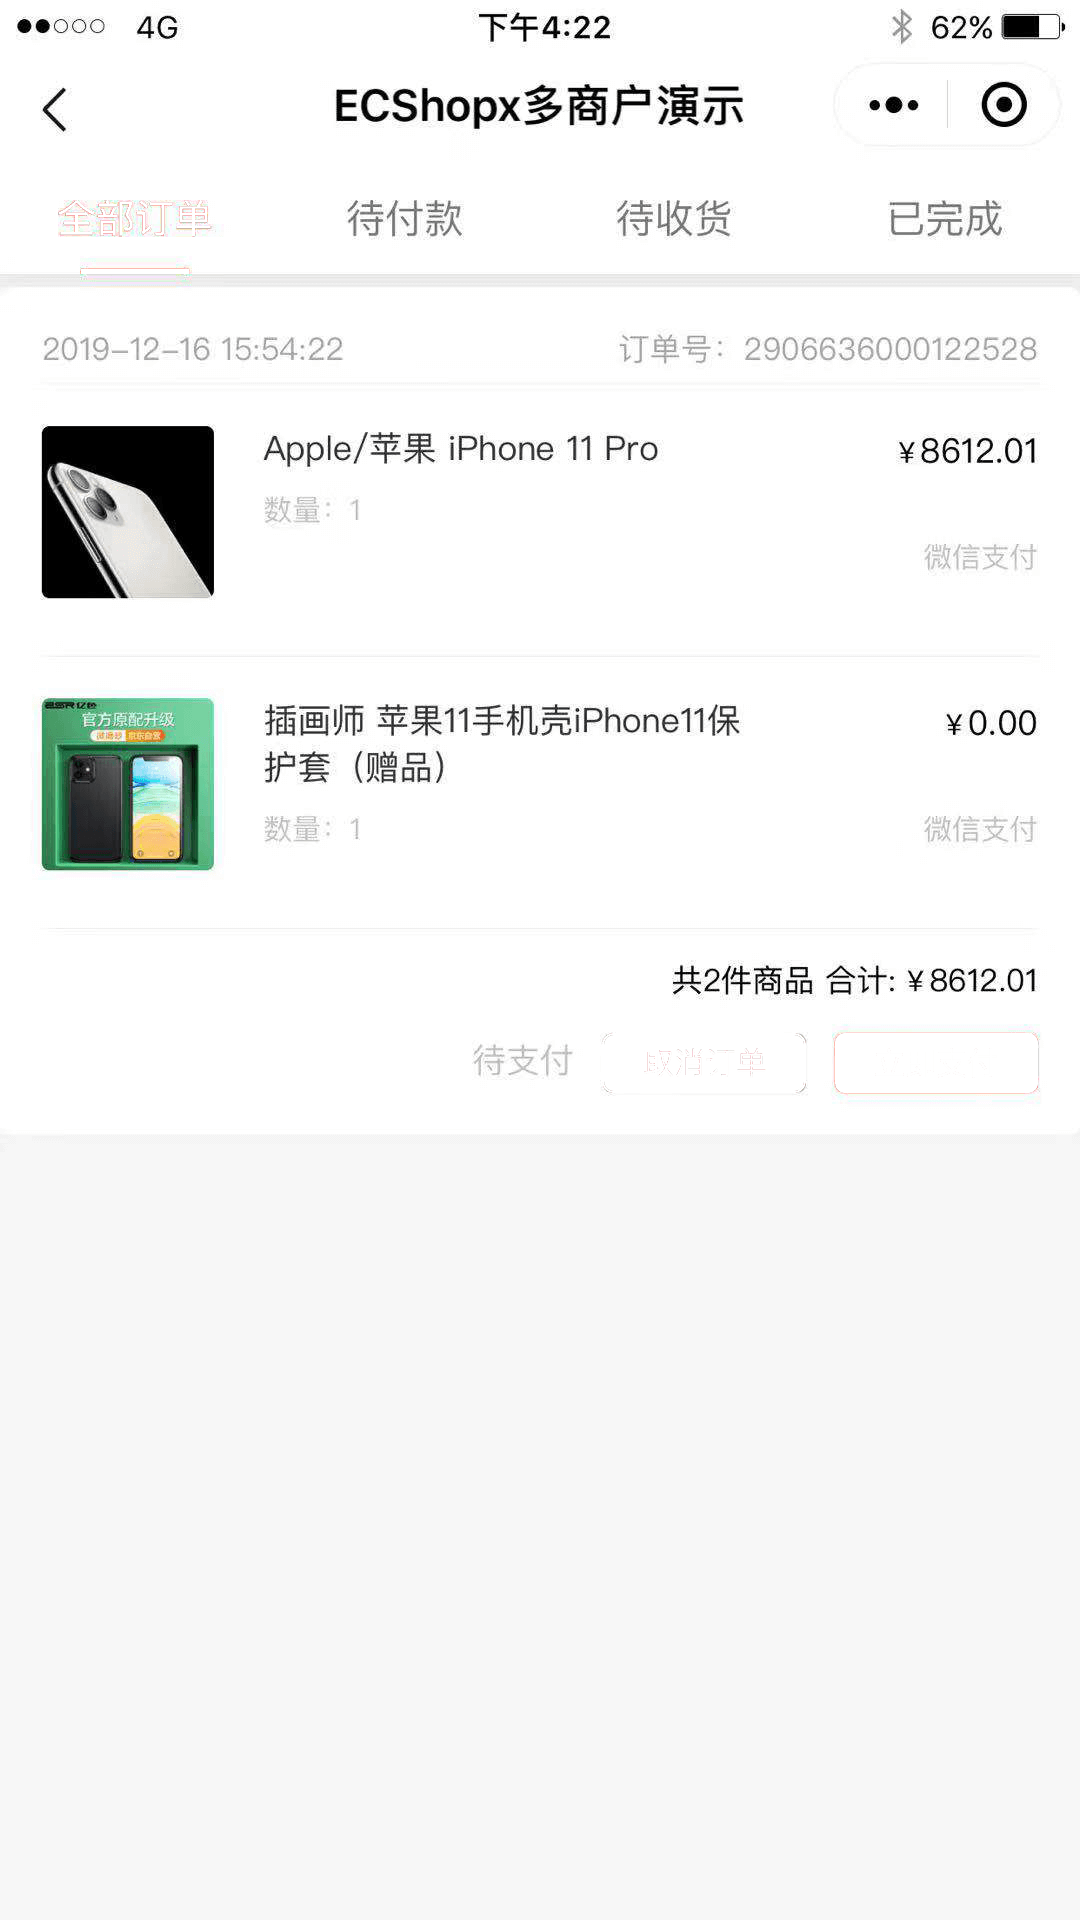 4G 下午4:22 62%
ECShopx多商户演示
全部订单 待付款 待收货 已完成
2019-12-16 15:54:22 订单号：2906636000122528
Apple/苹果 iPhone 11 Pro ¥8612.01
数量：1
微信支付
ESR亿色
官方原配升级
插画师 苹果11手机壳iPhone11保 ¥0.00
护套（赠品）
数量：1 微信支付
共2件商品 合计: ¥8612.01
待支付 取消订单